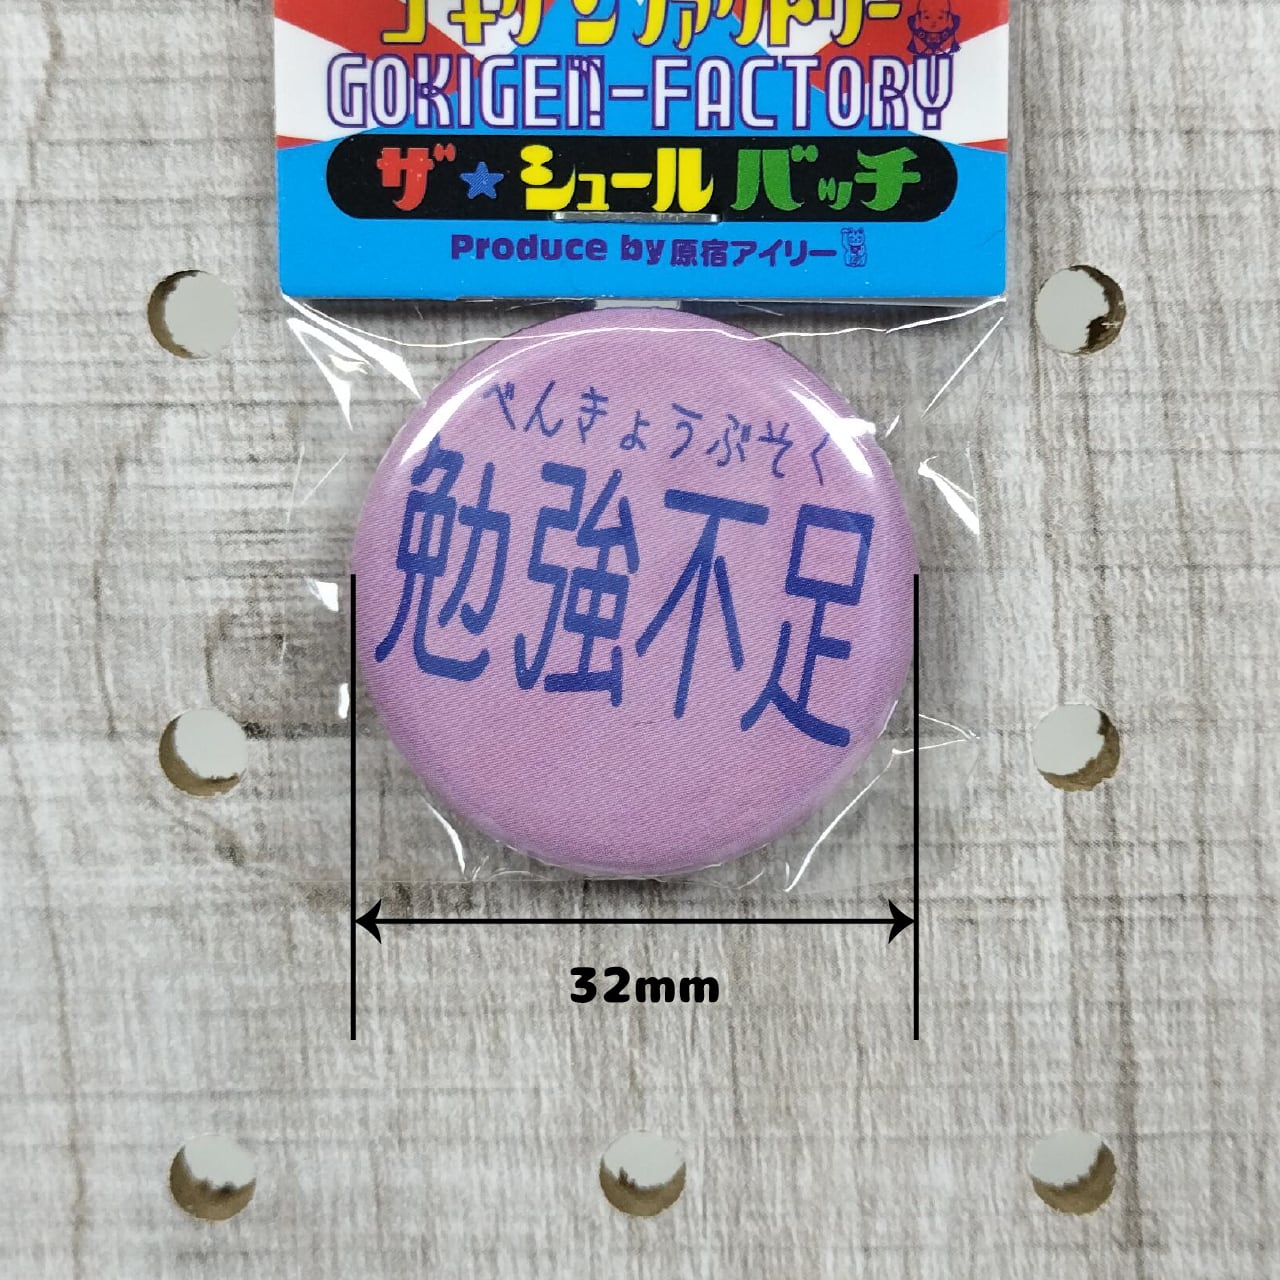 ゴキゲンファクトリー
GOKIGEN-FACTORY
ザ★シュールバッチ
Produce by 原宿アイリー
べんきょうぶそく
勉強不足
32mm